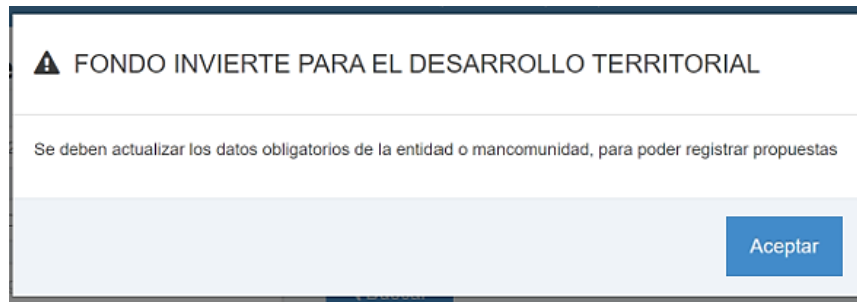 FONDO INVIERTE PARA EL DESARROLLO TERRITORIAL
Se deben actualizar los datos obligatorios de la entidad o mancomunidad, para poder registrar propuestas
Aceptar